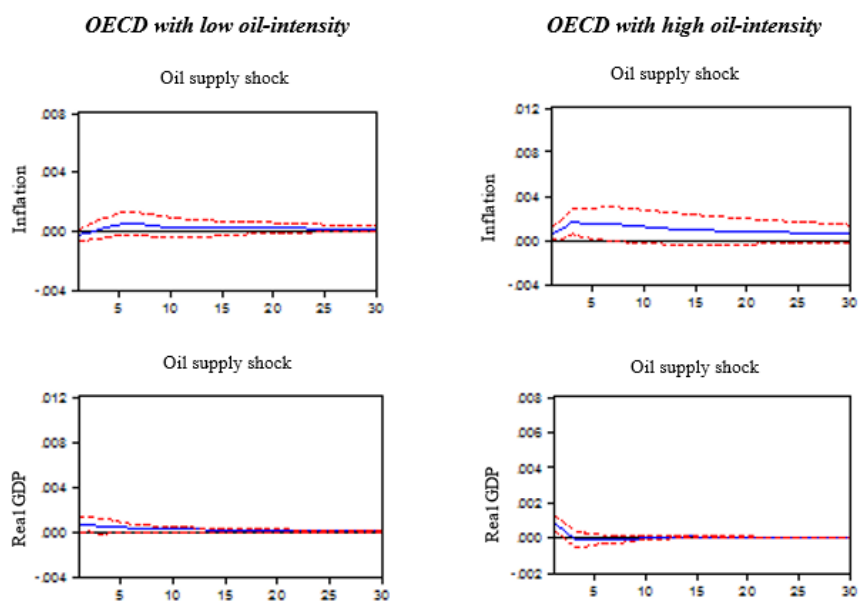 OECD with low oil-intensity
OECD with high oil-intensity
Oil supply shock
Oil supply shock
Inflation
.008
.004
.000
-.004
5 10 15 20 25 30
Inflation
.012
.008
.004
.000
-.004
5 10 15 20 25 30
Oil supply shock
Oil supply shock
Real GDP
.012
.008
.004
.000
-.004
5 10 15 20 25 30
Real GDP
.008
.006
.004
.002
.000
-.002
5 10 15 20 25 30